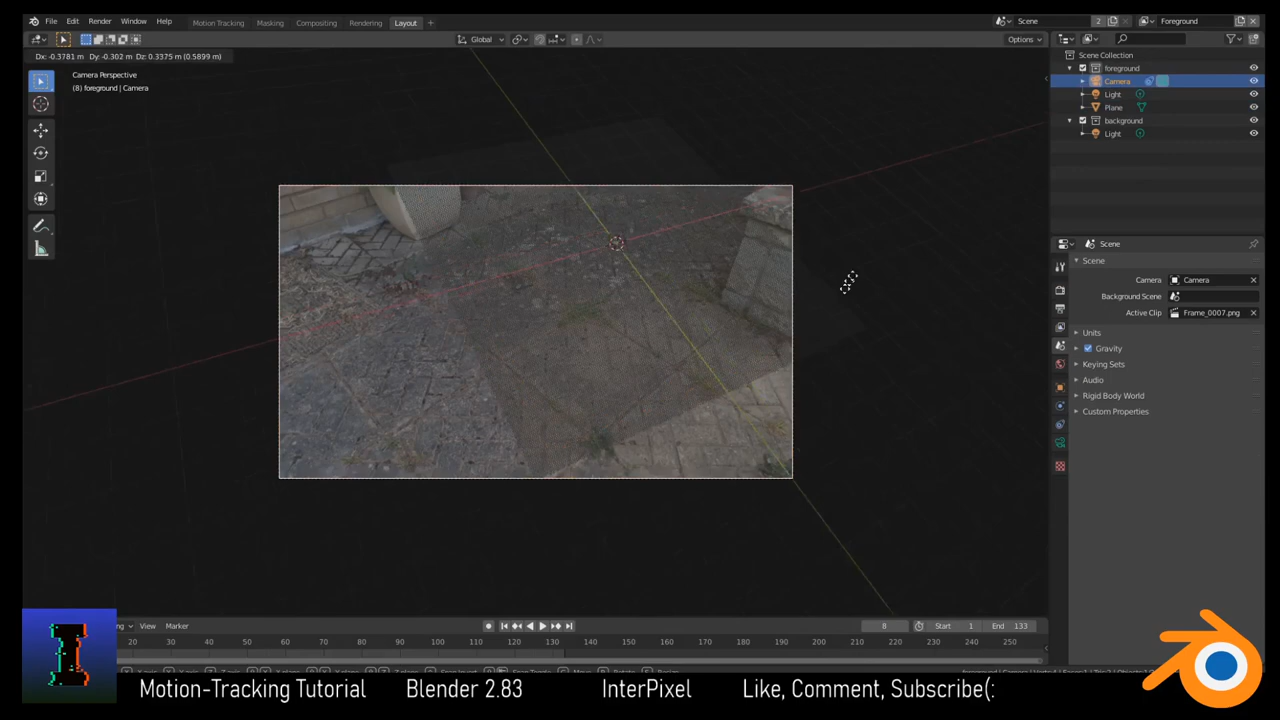 File Edit Render Window Help
Motion Tracking Masking Compositing Rendering Layout +
Scene 2 Foreground
Global Options
Dx: -0.3781 m Dy: -0.302 m Dz: 0.3375 m (0.5899 m)
Camera Perspective
(8) foreground | Camera
Scene Collection
foreground
Camera
Light
Plane
background
Light
Scene
Scene
Camera Camera
Background Scene
Active Clip Frame_0007.png
Units
Gravity
Keying Sets
Audio
Rigid Body World
Custom Properties
View Marker 8 Start 1 End 133
20 30 40 50 60 70 80 90 100 110 120 130 140 150 160 170 180 190 200 210 220 230 240 250
Motion-Tracking Tutorial Blender 2.83 InterPixel Like, Comment, Subscribe(: